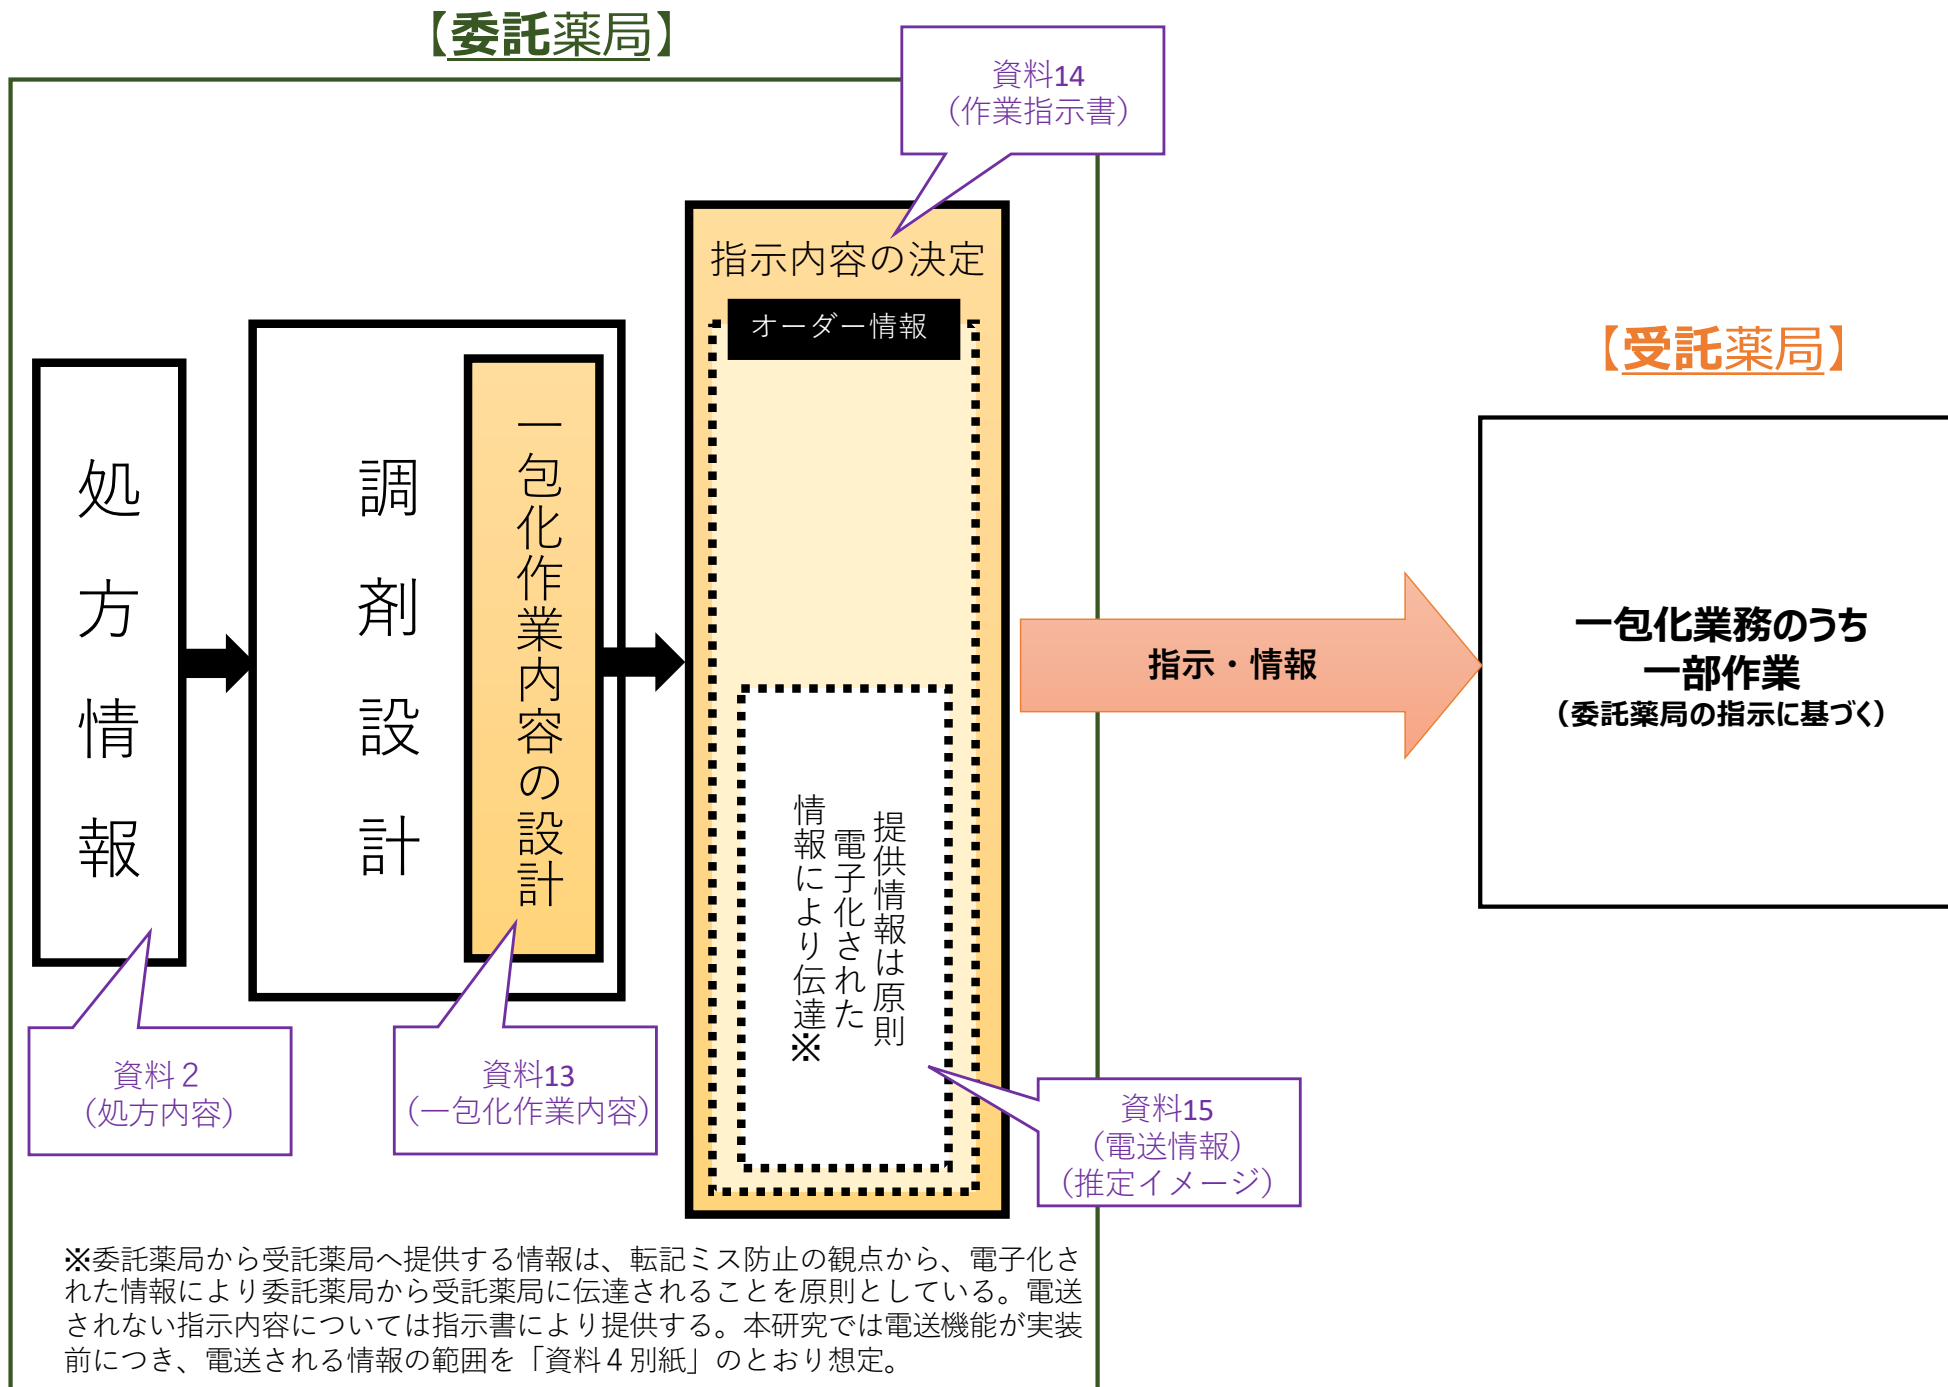 【委託薬局】
資料14
（作業指示書）
指示内容の決定
オーダー情報
【受託薬局】
処方情報
調剤設計
一包化作業内容の設計
提供情報は原則
電子化された
情報により伝達※
指示・情報
一包化業務のうち
一部作業
（委託薬局の指示に基づく）
資料２
（処方内容）
資料13
（一包化作業内容）
資料15
（電送情報）
（推定イメージ）
※委託薬局から受託薬局へ提供する情報は、転記ミス防止の観点から、電子化さ
れた情報により委託薬局から受託薬局に伝達されることを原則としている。電送
されない指示内容については指示書により提供する。本研究では電送機能が実装
前につき、電送される情報の範囲を「資料４別紙」のとおり想定。